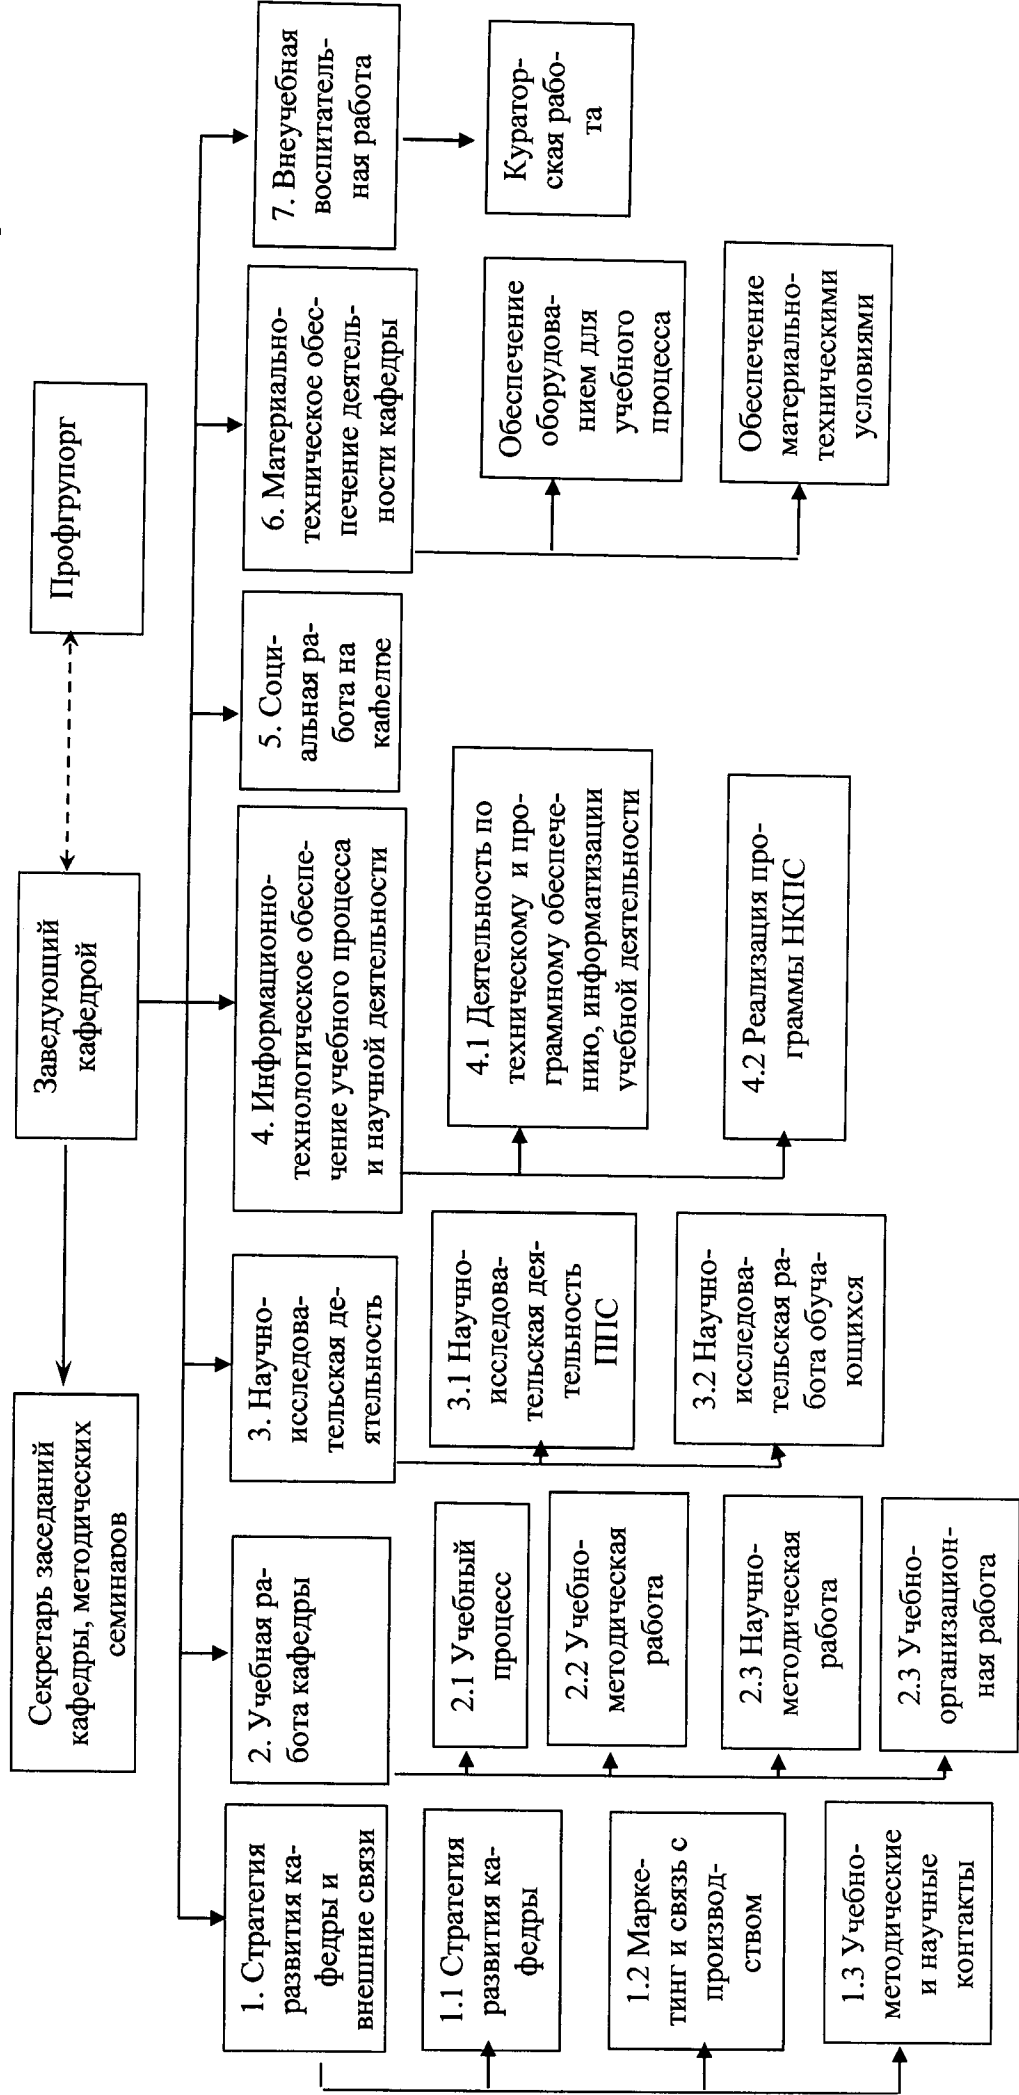 Заведующий
кафедрой
Профгрупорг
Секретарь заседаний
кафедры, методических
семинаров
1. Стратегия
развития ка-
федры и
внешние связи
2. Учебная ра-
бота кафедры
3. Научно-
исследова-
тельская де-
ятельность
4. Информационно-
технологическое обеспе-
чение учебного процесса
и научной деятельности
5. Соци-
альная ра-
бота на
кафедре
6. Материально-
техническое обес-
печение деятель-
ности кафедры
7. Внеучебная
воспитатель-
ная работа
1.1 Стратегия
развития ка-
федры
1.2 Марке-
тинг и связь с
производ-
ством
1.3 Учебно-
методические
и научные
контакты
2.1 Учебный
процесс
2.2 Учебно-
методическая
работа
2.3 Научно-
методическая
работа
2.3 Учебно-
организацион-
ная работа
3.1 Научно-
исследова-
тельская дея-
тельность
ППС
3.2 Научно-
исследова-
тельская ра-
бота обуча-
ющихся
4.1 Деятельность по
техническому и про-
граммному обеспече-
нию, информатизации
учебной деятельности
4.2 Реализация про-
граммы НКПС
Обеспечение
оборудова-
нием для
учебного
процесса
Обеспечение
материально-
техническими
условиями
Куратор-
ская рабо-
та